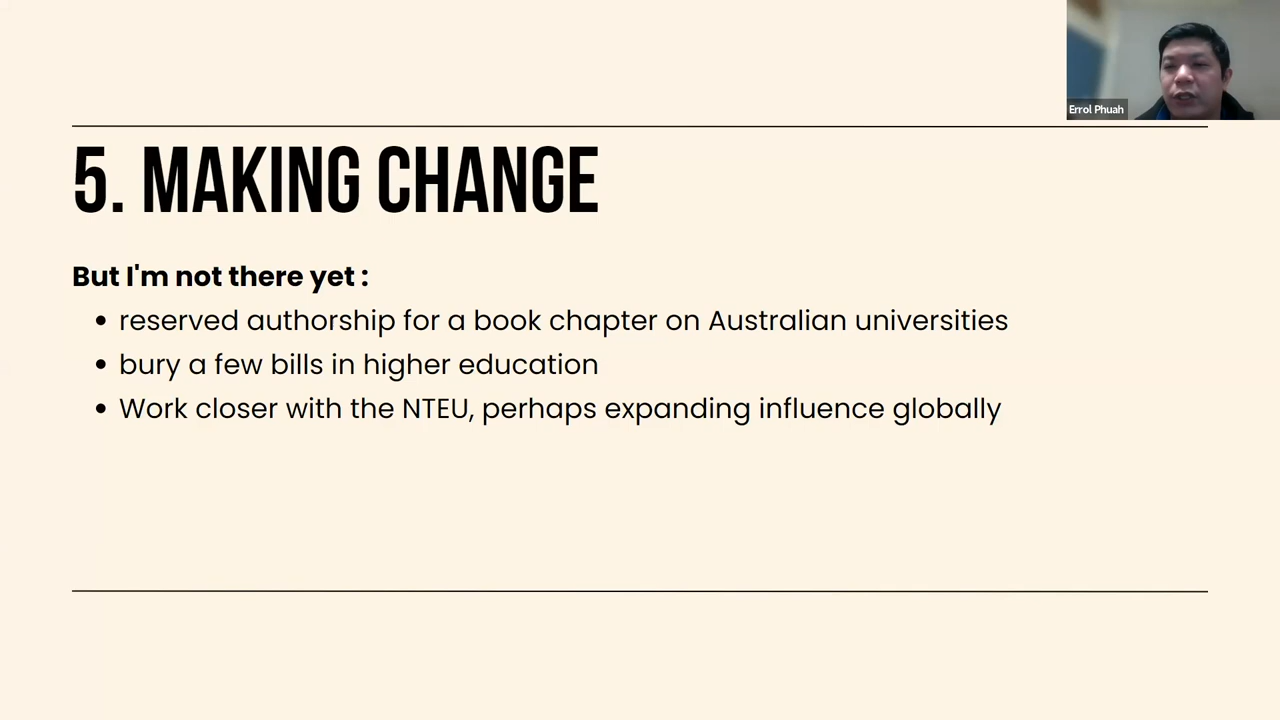 Errol Phuah
5. MAKING CHANGE
But I'm not there yet :
• reserved authorship for a book chapter on Australian universities
• bury a few bills in higher education
• Work closer with the NTEU, perhaps expanding influence globally